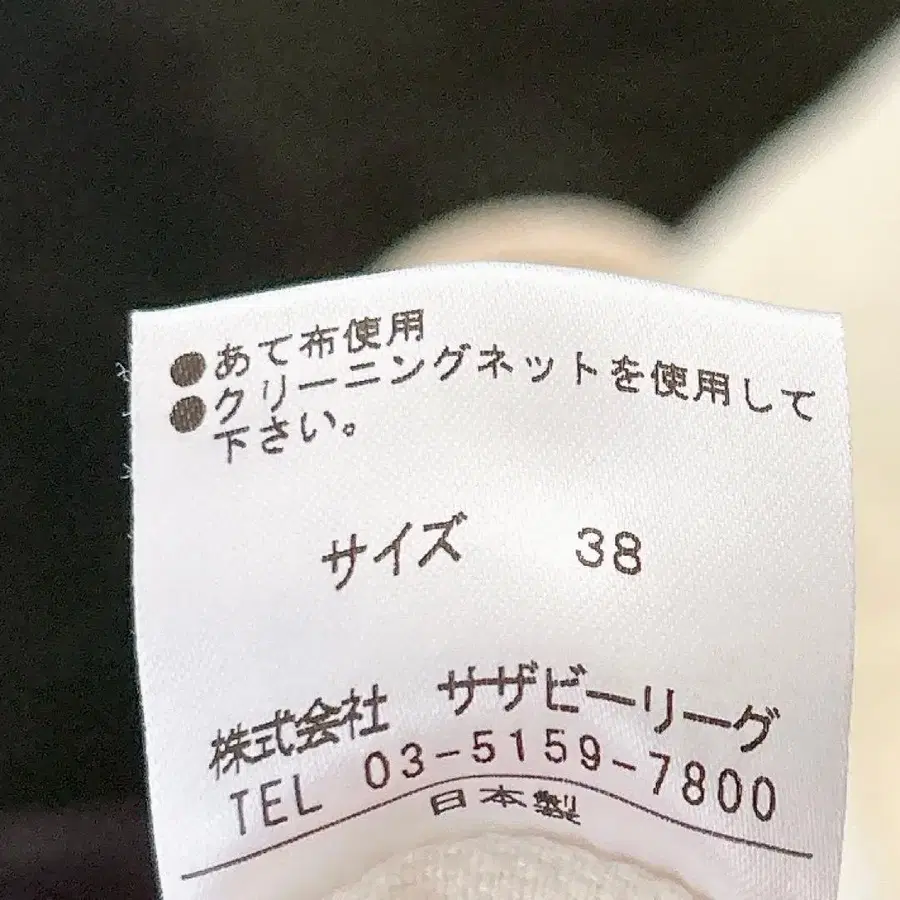 ●あて布使用
●クリーニングネットを使用して
下さい。
サイズ 38
株式会社 サザビーリーグ
TEL 03-5159-7800
日本製